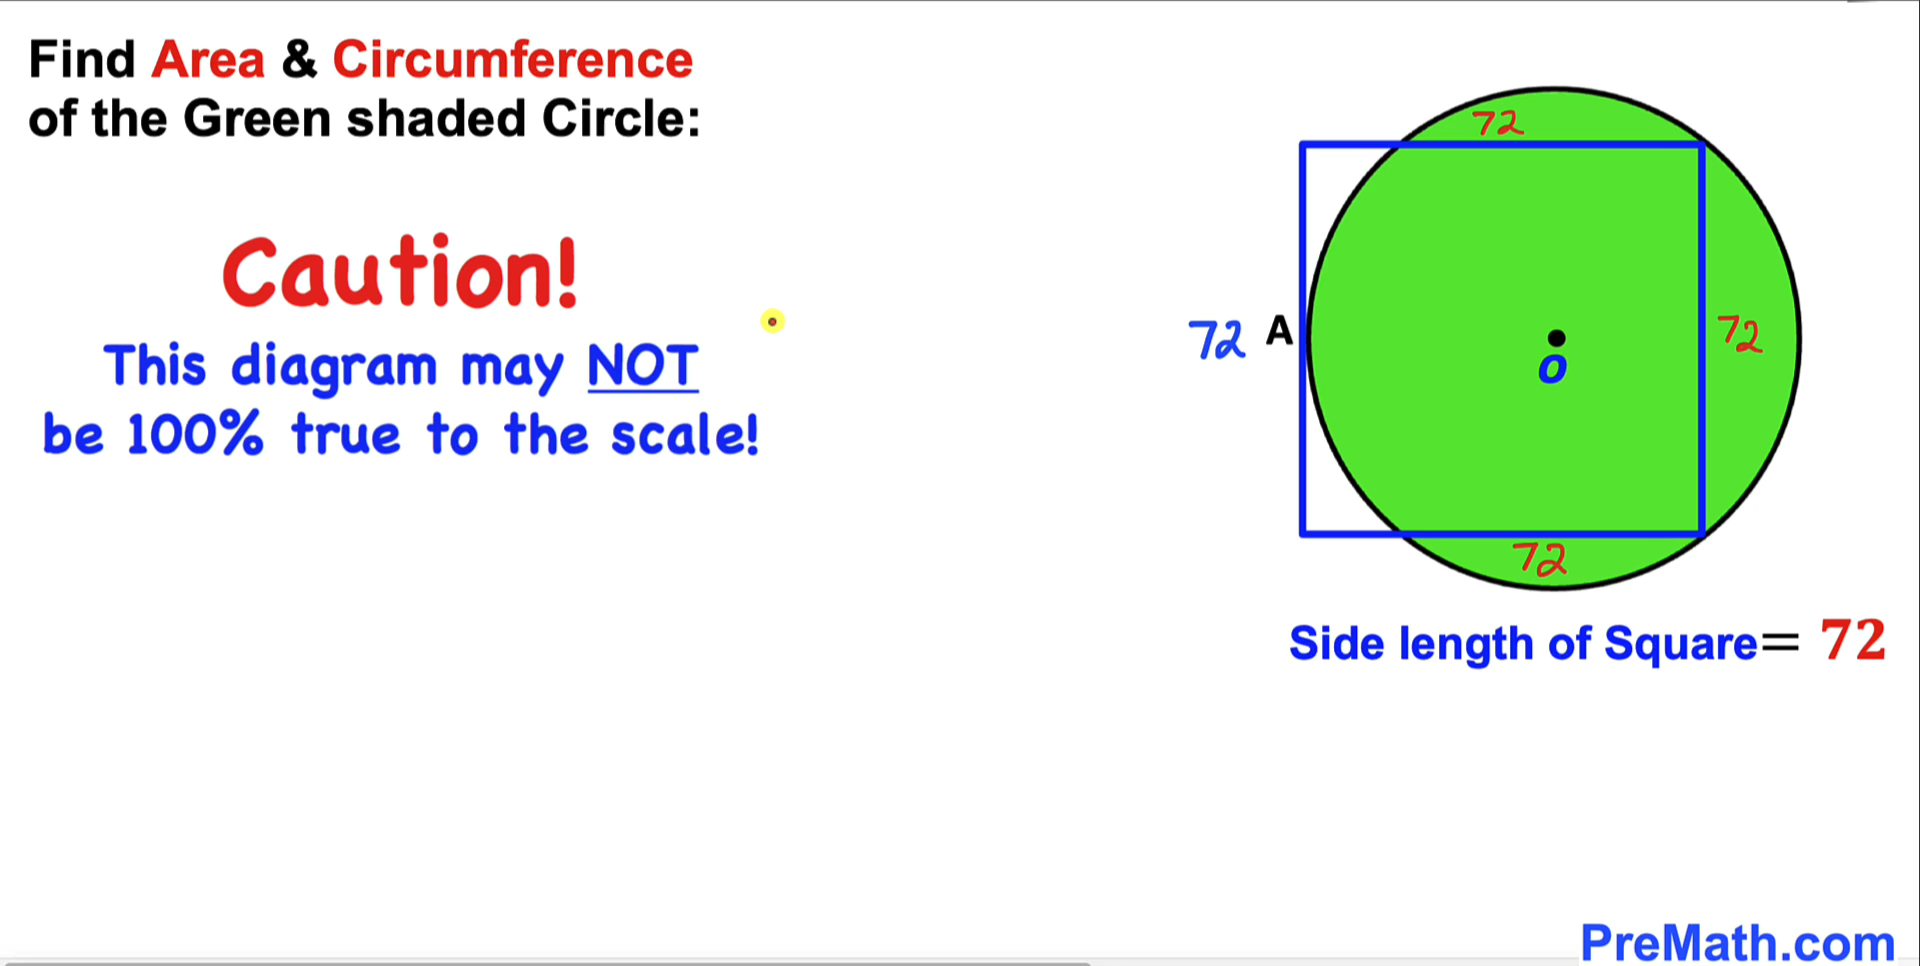 Find Area & Circumference
of the Green shaded Circle:
Caution!
This diagram may NOT
be 100% true to the scale!
72
72 A
72
O
72
Side length of Square= 72
PreMath.com